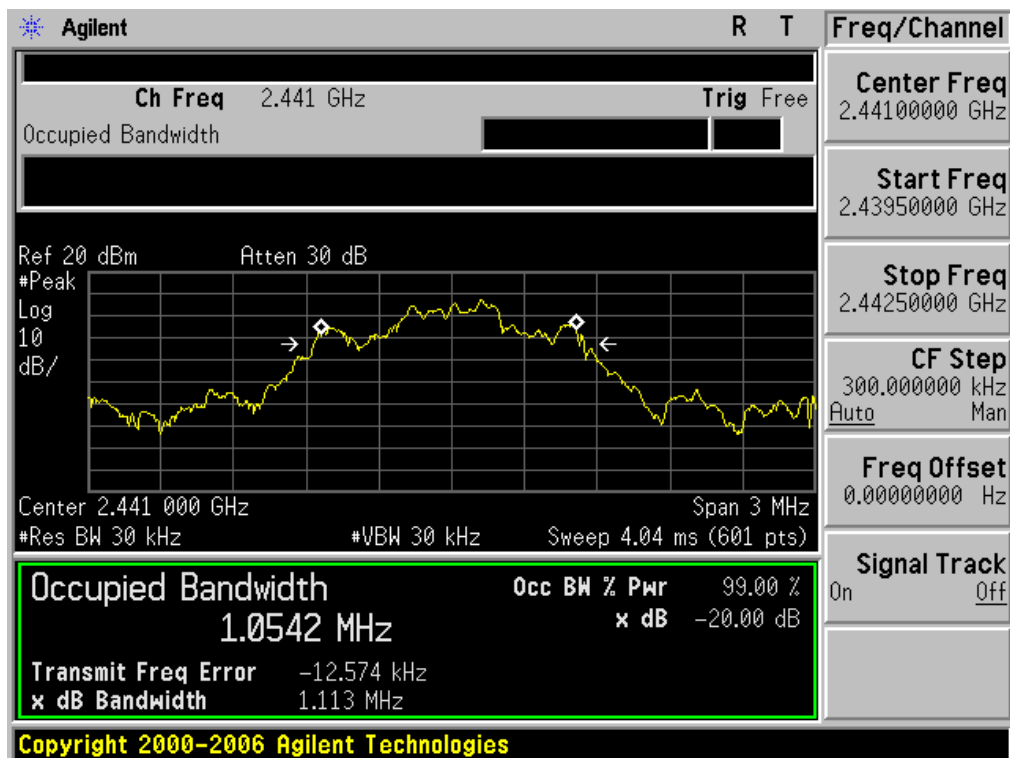 Agilent R T Freq/Channel
Ch Freq 2.441 GHz Trig Free
Occupied Bandwidth
Center Freq
2.44100000 GHz
Start Freq
2.43950000 GHz
Stop Freq
2.44250000 GHz
CF Step
300.000000 kHz
Auto Man
Freq Offset
0.00000000 Hz
Signal Track
On Off
Ref 20 dBm Atten 30 dB
#Peak
Log
10
dB/
Center 2.441 000 GHz Span 3 MHz
#Res BW 30 kHz #VBW 30 kHz Sweep 4.04 ms (601 pts)
Occupied Bandwidth Occ BW % Pwr 99.00 %
1.0542 MHz x dB -20.00 dB
Transmit Freq Error -12.574 kHz
x dB Bandwidth 1.113 MHz
Copyright 2000-2006 Agilent Technologies